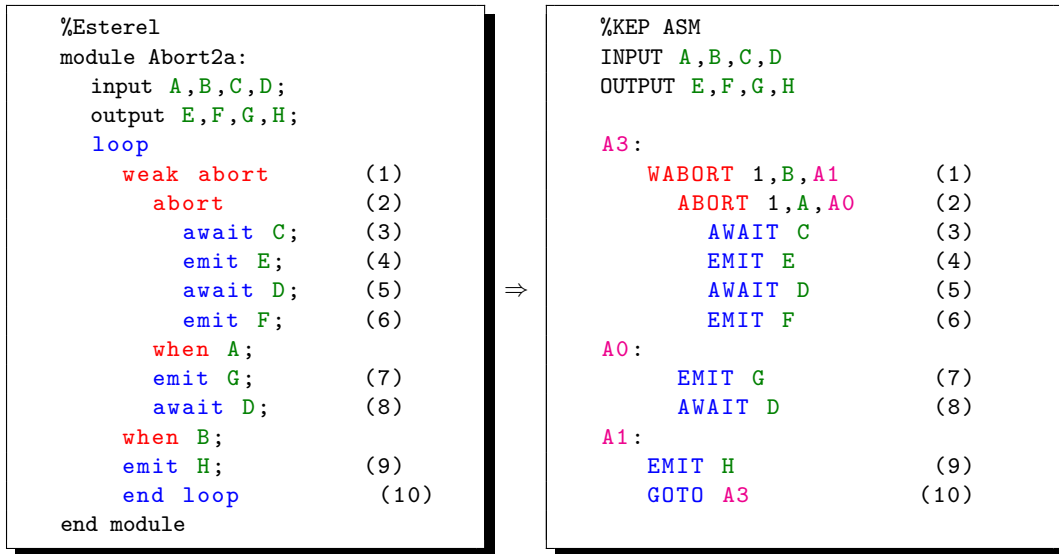 %Esterel
module Abort2a:
input A,B,C,D;
output E,F,G,H;
loop
weak abort (1)
abort (2)
await C; (3)
emit E; (4)
await D; (5)
emit F; (6)
when A;
emit G; (7)
await D; (8)
when B;
emit H; (9)
end loop (10)
end module
⇒
%KEP ASM
INPUT A,B,C,D
OUTPUT E,F,G,H
A3:
WABORT 1,B,A1 (1)
ABORT 1,A,A0 (2)
AWAIT C (3)
EMIT E (4)
AWAIT D (5)
EMIT F (6)
A0:
EMIT G (7)
AWAIT D (8)
A1:
EMIT H (9)
GOTO A3 (10)